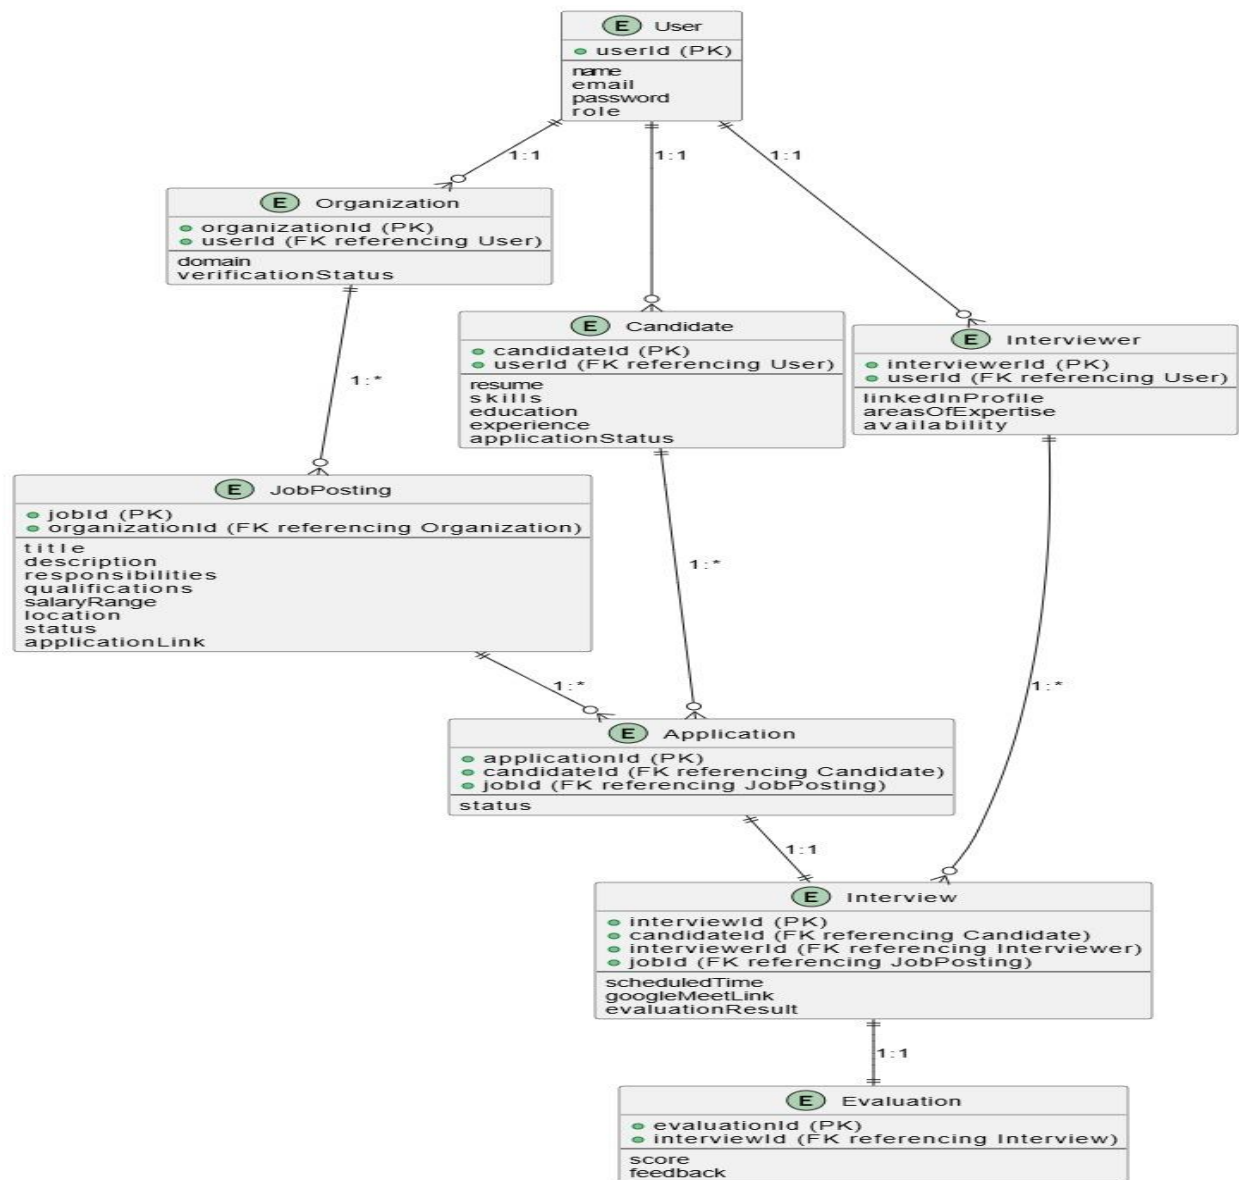 E User
userId (PK)
name
email
password
role
1:1
1:1
1:1
E Organization
organizationId (PK)
userId (FK referencing User)
domain
verificationStatus
E Candidate
candidateId (PK)
userId (FK referencing User)
resume
skills
education
experience
applicationStatus
E Interviewer
interviewerId (PK)
userId (FK referencing User)
linkedInProfile
areasOfExpertise
availability
1:*
E JobPosting
jobId (PK)
organizationId (FK referencing Organization)
title
description
responsibilities
qualifications
salaryRange
location
status
applicationLink
1:*
1:*
1:*
E Application
applicationId (PK)
candidateId (FK referencing Candidate)
jobId (FK referencing JobPosting)
status
1:1
E Interview
interviewId (PK)
candidateId (FK referencing Candidate)
interviewerId (FK referencing Interviewer)
jobId (FK referencing JobPosting)
scheduledTime
googleMeetLink
evaluationResult
1:1
E Evaluation
evaluationId (PK)
interviewId (FK referencing Interview)
score
feedback